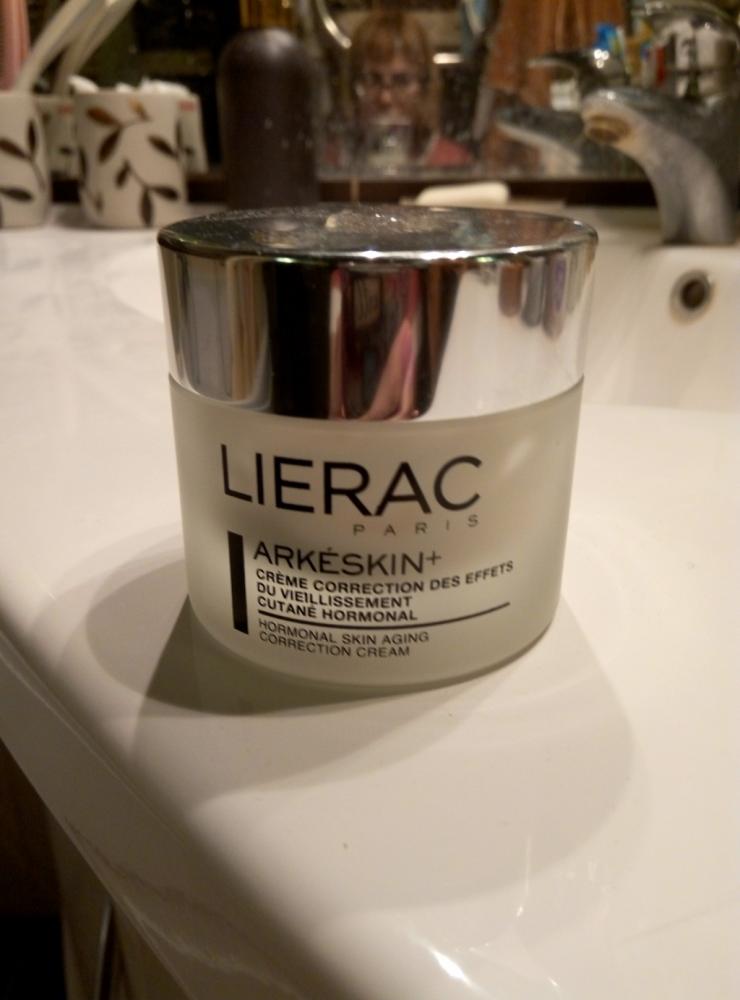 LIERAC
PARIS
ARKÉSKIN+
CRÈME CORRECTION DES EFFETS
DU VIEILLISSEMENT
CUTANÉ HORMONAL
HORMONAL SKIN AGING
CORRECTION CREAM